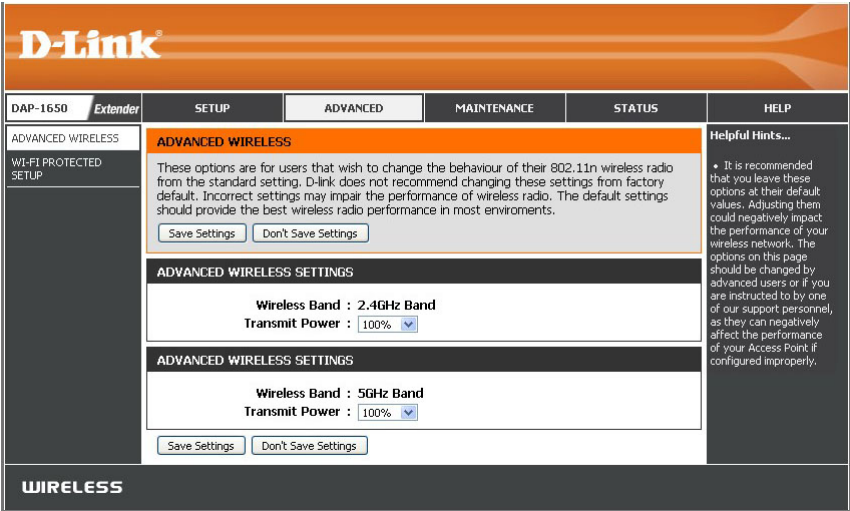 D-Link®
DAP-1650 Extender
SETUP
ADVANCED
MAINTENANCE
STATUS
HELP
ADVANCED WIRELESS
WI-FI PROTECTED
SETUP
ADVANCED WIRELESS
These options are for users that wish to change the behaviour of their 802.11n wireless radio
from the standard setting. D-link does not recommend changing these settings from factory
default. Incorrect settings may impair the performance of wireless radio. The default settings
should provide the best wireless radio performance in most enviroments.
Save Settings Don't Save Settings
ADVANCED WIRELESS SETTINGS
Wireless Band : 2.4GHz Band
Transmit Power : 100%
ADVANCED WIRELESS SETTINGS
Wireless Band : 5GHz Band
Transmit Power : 100%
Save Settings Don't Save Settings
Helpful Hints...
• It is recommended
that you leave these
options at their default
values. Adjusting them
could negatively impact
the performance of your
wireless network. The
options on this page
should be changed by
advanced users or if you
are instructed to by one
of our support personnel,
as they can negatively
affect the performance
of your Access Point if
configured improperly.
WIRELESS